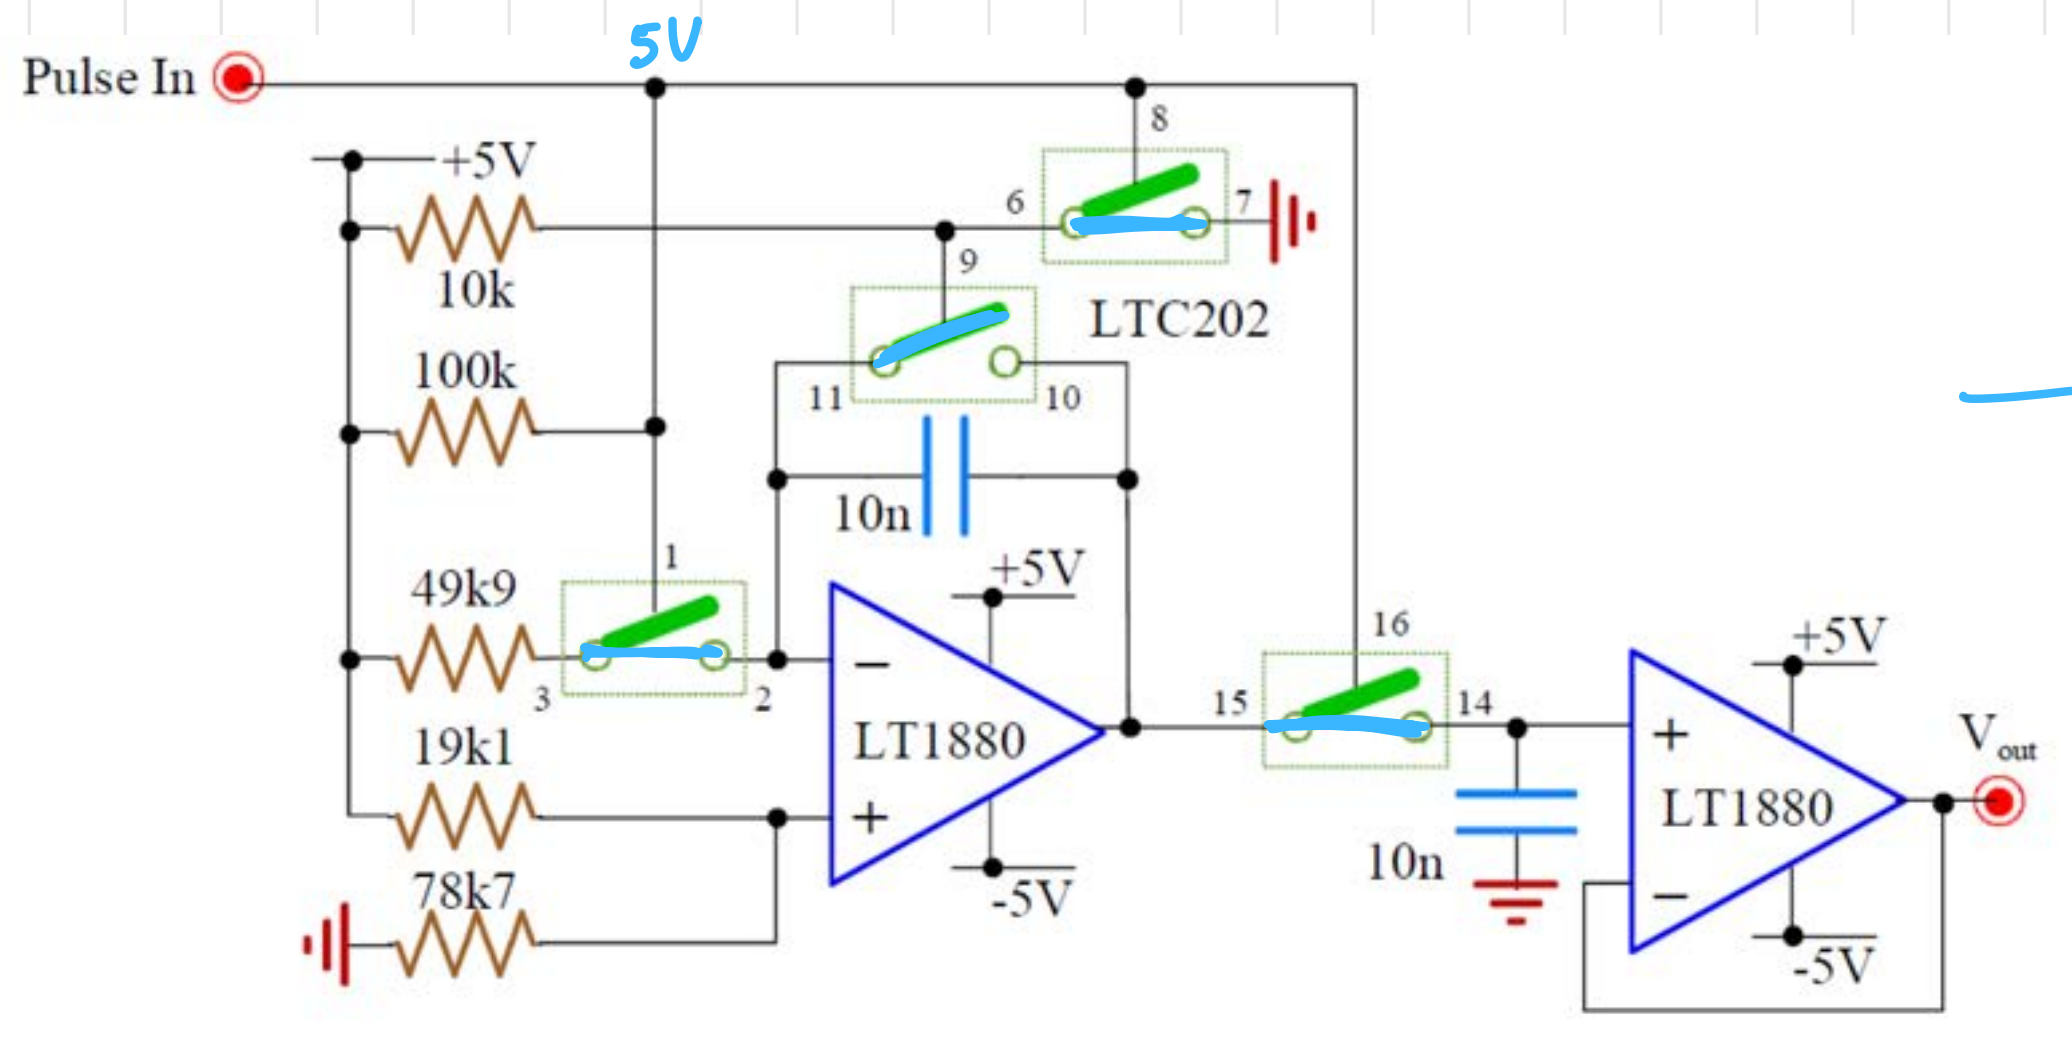 5V
Pulse In
8
+5V
6
7
10k
9
LTC202
100k
11
10
10n
1
+5V
49k9
3
2
16
+5V
15
14
19k1
LT1880
+
−
+
Vout
LT1880
−
10n
78k7
-5V
-5V